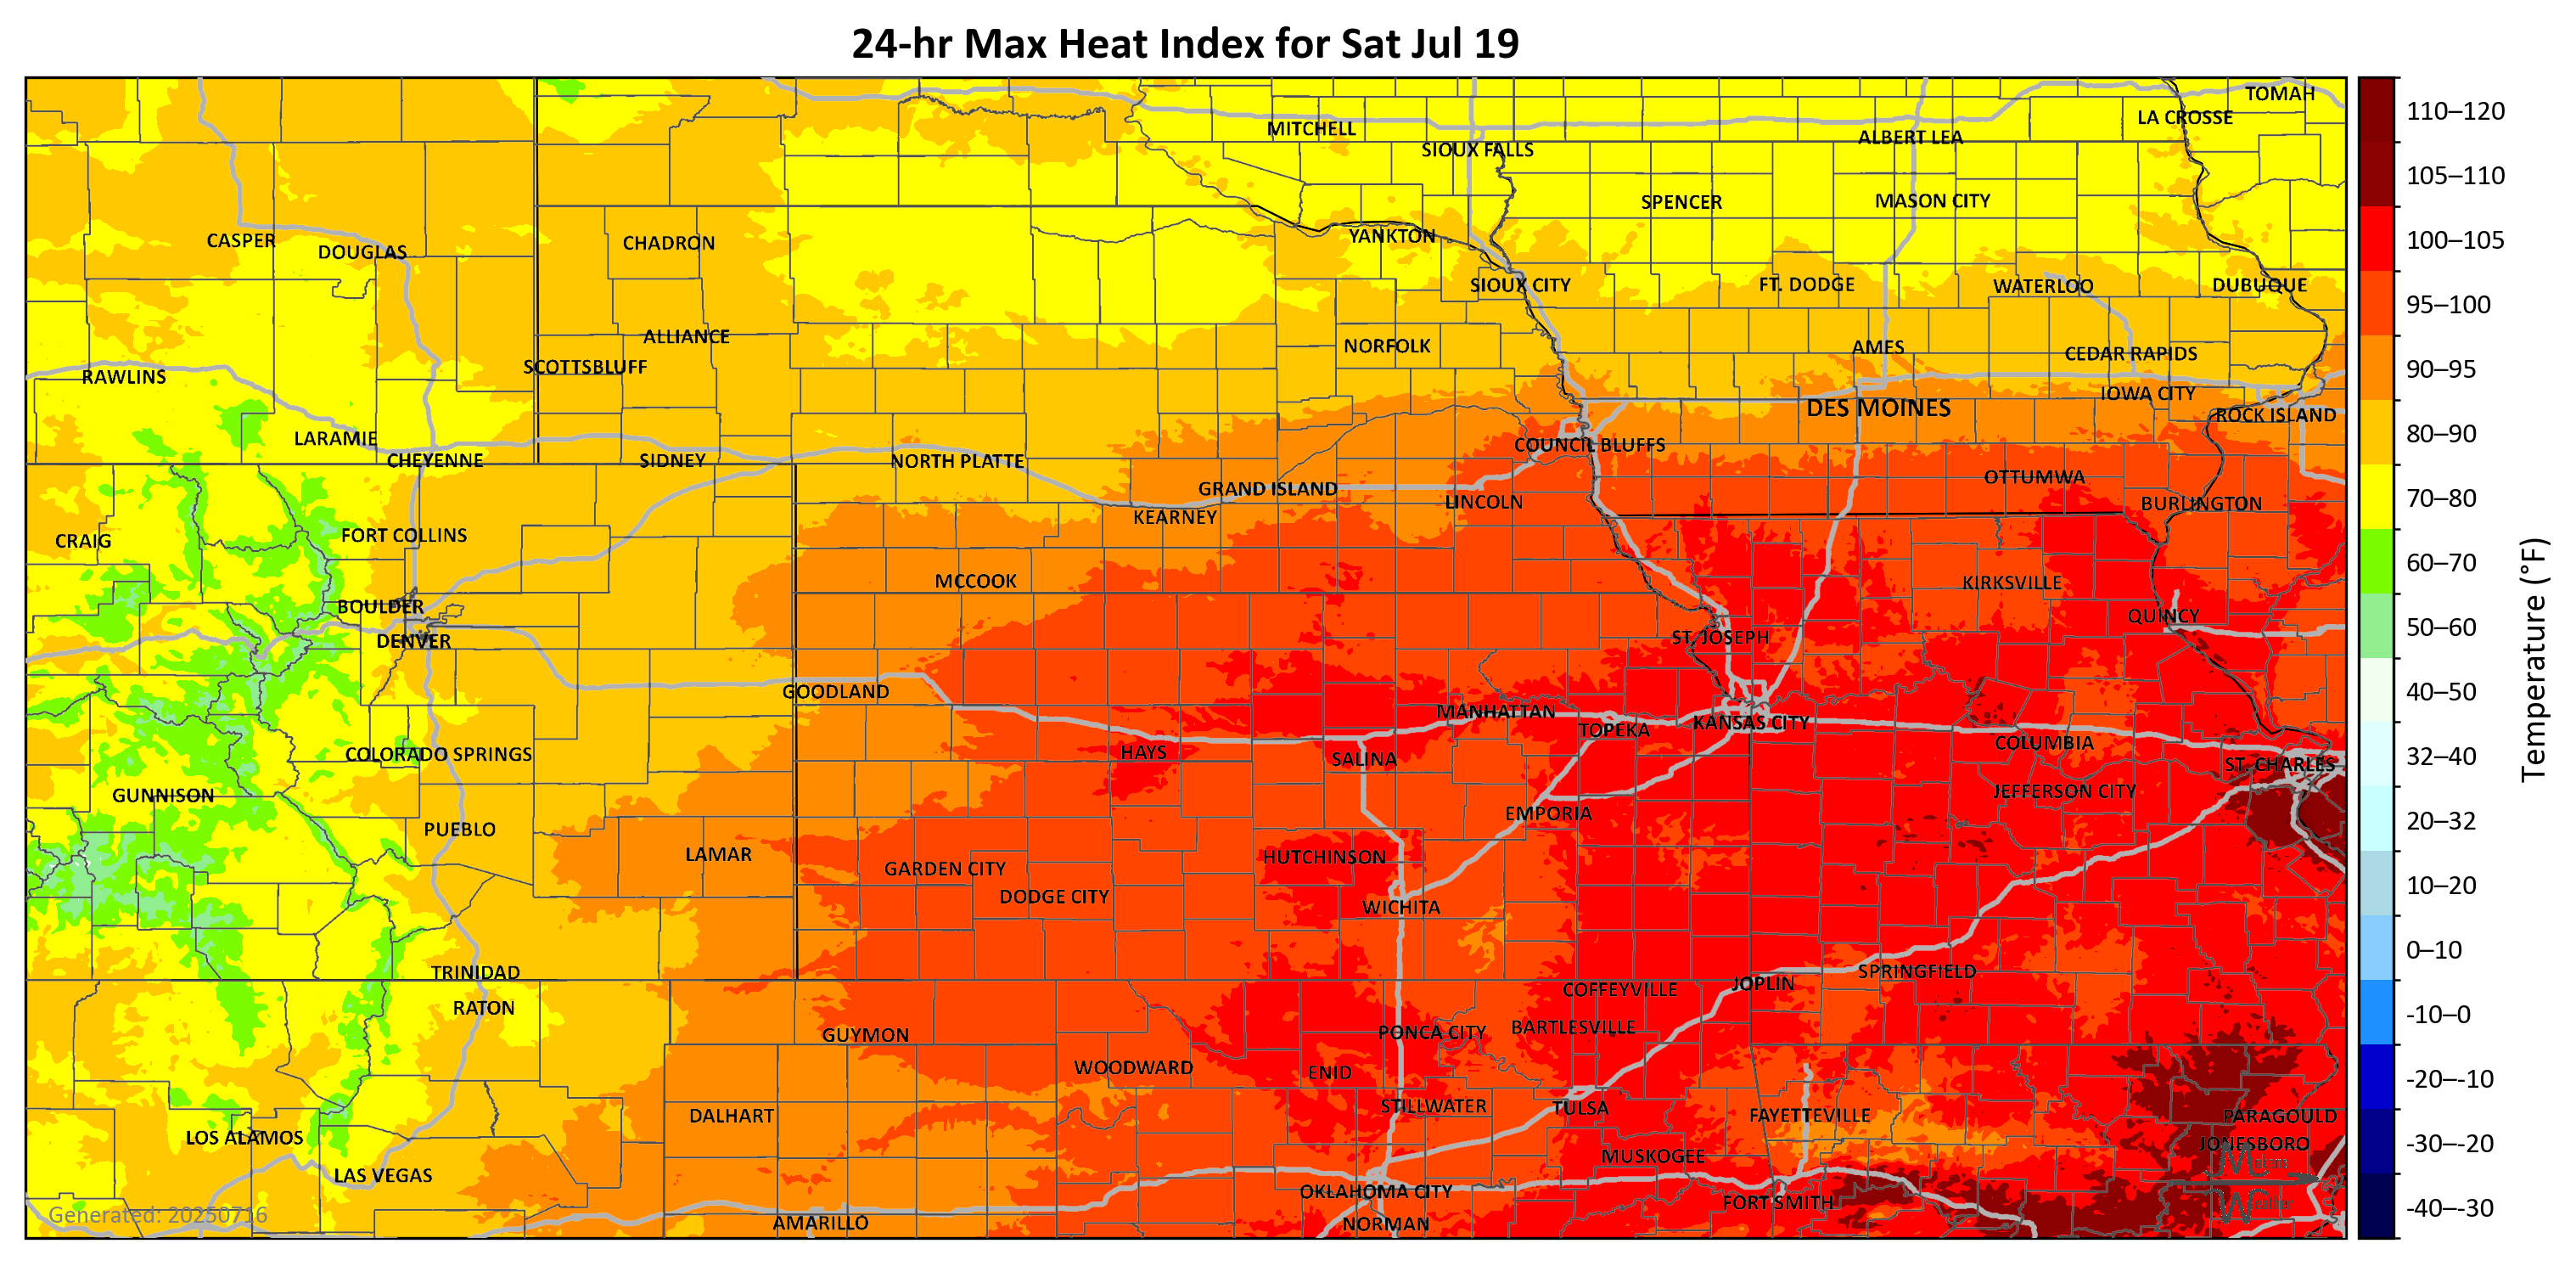 24-hr Max Heat Index for Sat Jul 19
TOMAH
LA CROSSE
MITCHELL
ALBERT LEA
SIOUX FALLS
SPENCER
MASON CITY
CASPER
DOUGLAS
CHADRON
YANKTON
SIOUX CITY
FT. DODGE
WATERLOO
DUBUQUE
ALLIANCE
NORFOLK
AMES
CEDAR RAPIDS
SCOTTSBLUFF
RAWLINS
IOWA CITY
DES MOINES
ROCK ISLAND
LARAMIE
COUNCIL BLUFFS
CHEYENNE
SIDNEY
NORTH PLATTE
OTTUMWA
GRAND ISLAND
LINCOLN
BURLINGTON
KEARNEY
CRAIG
FORT COLLINS
MCCOOK
KIRKSVILLE
BOULDER
QUINCY
DENVER
ST. JOSEPH
GOODLAND
MANHATTAN
KANSAS CITY
TOPEKA
COLUMBIA
COLORADO SPRINGS
HAYS
SALINA
ST. CHARLES
GUNNISON
JEFFERSON CITY
EMPORIA
PUEBLO
LAMAR
HUTCHINSON
GARDEN CITY
DODGE CITY
WICHITA
TRINIDAD
SPRINGFIELD
JOPLIN
COFFEYVILLE
RATON
GUYMON
PONCA CITY
BARTLESVILLE
WOODWARD
ENID
STILLWATER
TULSA
DALHART
FAYETTEVILLE
PARAGOULD
LOS ALAMOS
JONESBORO
MUSKOGEE
LAS VEGAS
OKLAHOMA CITY
FORT SMITH
Generated: 20250716
AMARILLO
NORMAN
110–120
105–110
100–105
95–100
90–95
80–90
70–80
60–70
50–60
40–50
32–40
20–32
10–20
0–10
-10–0
-20–-10
-30–-20
-40–-30
Temperature (°F)